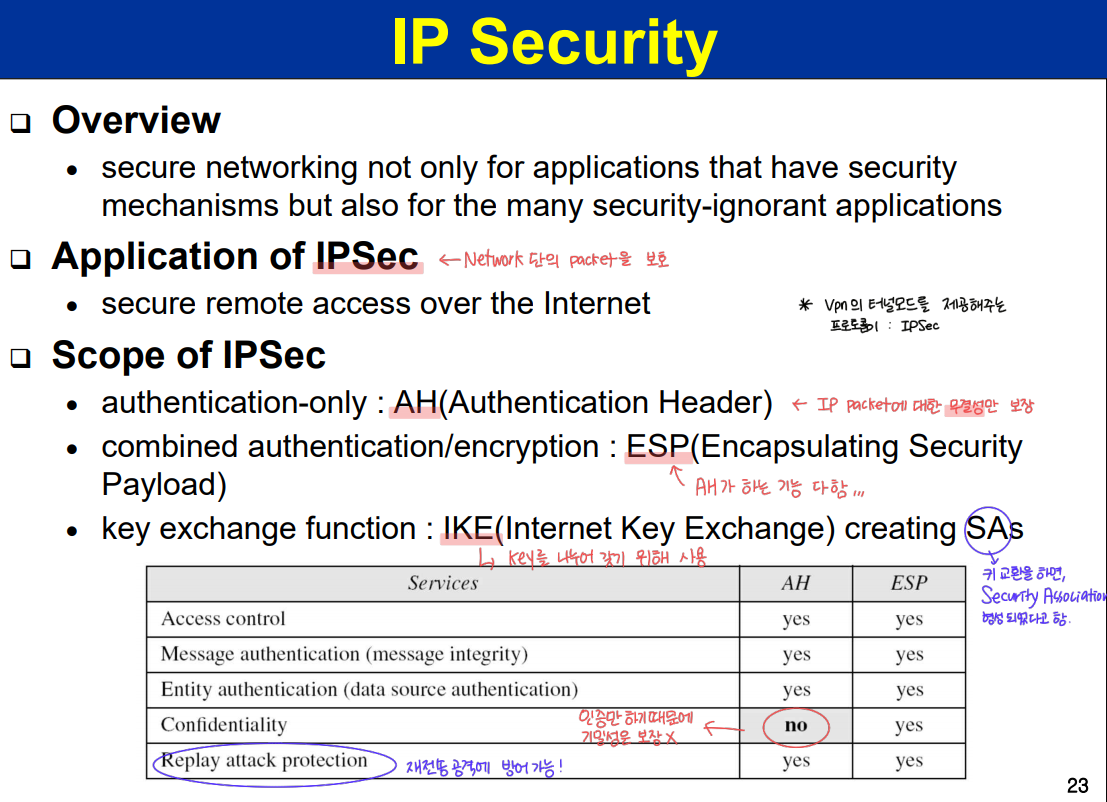 IP Security
❑ Overview
• secure networking not only for applications that have security
mechanisms but also for the many security-ignorant applications
❑ Application of IPSec
← Network 단의 packet을 보호
• secure remote access over the Internet
* Vpn의 터널모드를 제공해주는
프로토콜이 : IPSec
❑ Scope of IPSec
• authentication-only : AH(Authentication Header)
← IP packet에 대한 무결성만 보장
• combined authentication/encryption : ESP(Encapsulating Security
Payload)
AH가 하는 기능 다함...
• key exchange function : IKE(Internet Key Exchange) creating SAs
↳ key를 나누어 갖기 위해 사용
키 교환을 하면,
Security Association
형성 되었다고 함.
Services AH ESP
Access control yes yes
Message authentication (message integrity) yes yes
Entity authentication (data source authentication) yes yes
Confidentiality no yes
인증만 하기 때문에
기밀성은 보장 X
Replay attack protection yes yes
재전송 공격에 방어 가능!
23